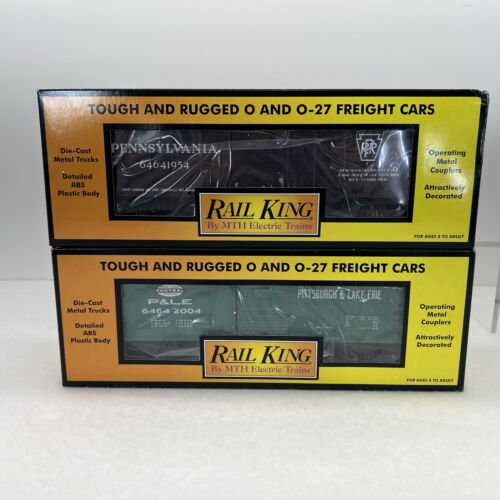 TOUGH AND RUGGED O AND O-27 FREIGHT CARS
Die-Cast
Metal Trucks
Detailed
ABS
Plastic Body
PENNSYLVANIA
64641954
PRR
Operating
Metal
Couplers
Attractively
Decorated
RAIL KING
By MTH Electric Trains
FOR AGES 8 TO ADULT
TOUGH AND RUGGED O AND O-27 FREIGHT CARS
Die-Cast
Metal Trucks
Detailed
ABS
Plastic Body
CENTRAL
P&LE
6464 2004
PITTSBURGH & LAKE ERIE
Operating
Metal
Couplers
Attractively
Decorated
RAIL KING
By MTH Electric Trains
FOR AGES 8 TO ADULT